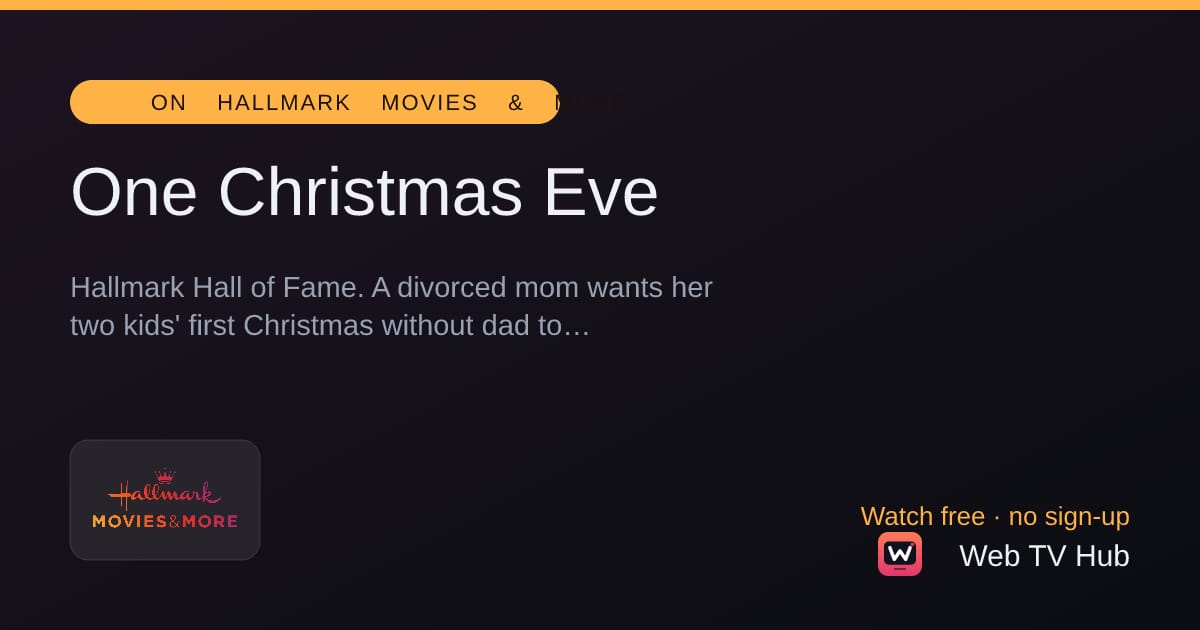 ON HALLMARK MOVIES & MORE
One Christmas Eve
Hallmark Hall of Fame. A divorced mom wants her
two kids' first Christmas without dad to…
Hallmark
MOVIES&MORE
Watch free · no sign-up
W
Web TV Hub